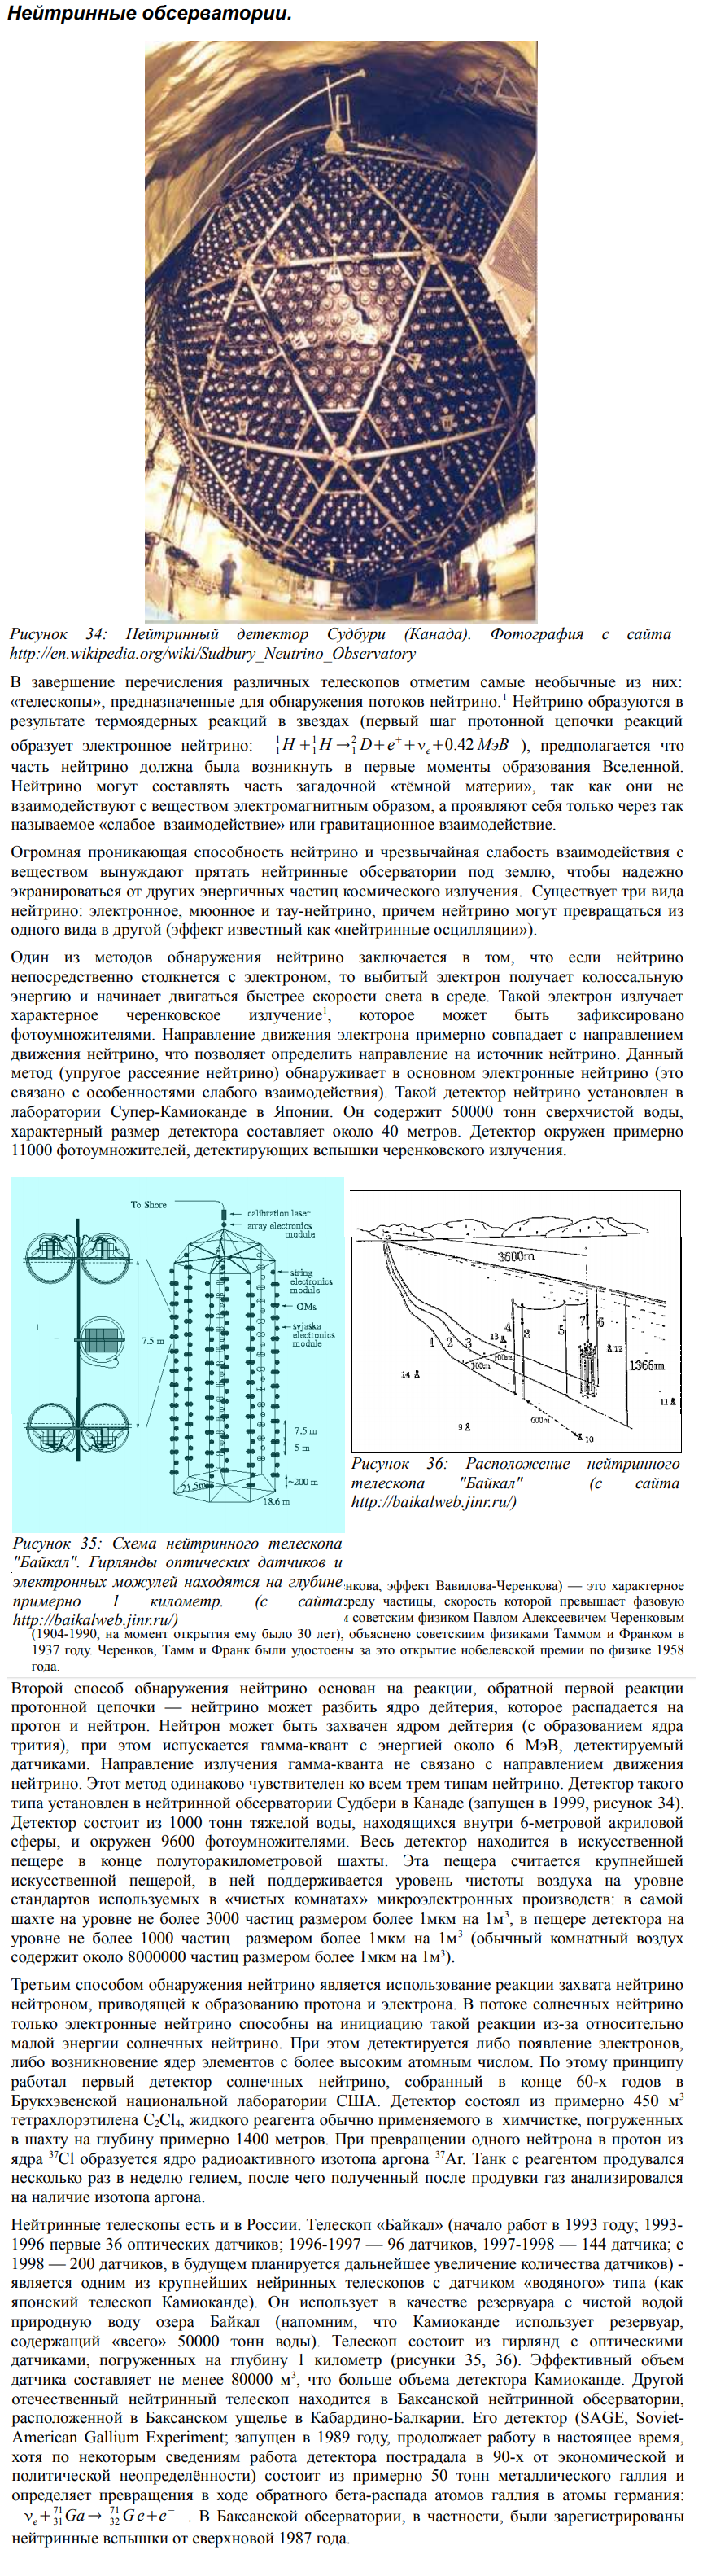 Нейтринные обсерватории.
Рисунок 34: Нейтринный детектор Судбури (Канада). Фотография с сайта
http://en.wikipedia.org/wiki/Sudbury_Neutrino_Observatory
В завершение перечисления различных телескопов отметим самые необычные из них:
«телескопы», предназначенные для обнаружения потоков нейтрино.¹ Нейтрино образуются в
результате термоядерных реакций в звездах (первый шаг протонной цепочки реакций
образует электронное нейтрино: ¹₁H+¹₁H→²₁D+e⁺+νₑ+0.42 МэВ ), предполагается что
часть нейтрино должна была возникнуть в первые моменты образования Вселенной.
Нейтрино могут составлять часть загадочной «тёмной материи», так как они не
взаимодействуют с веществом электромагнитным образом, а проявляют себя только через так
называемое «слабое взаимодействие» или гравитационное взаимодействие.
Огромная проникающая способность нейтрино и чрезвычайная слабость взаимодействия с
веществом вынуждают прятать нейтринные обсерватории под землю, чтобы надежно
экранироваться от других энергичных частиц космического излучения. Существует три вида
нейтрино: электронное, мюонное и тау-нейтрино, причем нейтрино могут превращаться из
одного вида в другой (эффект известный как «нейтринные осцилляции»).
Один из методов обнаружения нейтрино заключается в том, что если нейтрино
непосредственно столкнется с электроном, то выбитый электрон получает колоссальную
энергию и начинает двигаться быстрее скорости света в среде. Такой электрон излучает
характерное черенковское излучение¹, которое может быть зафиксировано
фотоумножителями. Направление движения электрона примерно совпадает с направлением
движения нейтрино, что позволяет определить направление на источник нейтрино. Данный
метод (упругое рассеяние нейтрино) обнаруживает в основном электронные нейтрино (это
связано с особенностями слабого взаимодействия). Такой детектор нейтрино установлен в
лаборатории Супер-Камиоканде в Японии. Он содержит 50000 тонн сверхчистой воды,
характерный размер детектора составляет около 40 метров. Детектор окружен примерно
11000 фотоумножителей, детектирующих вспышки черенковского излучения.
To Shore
calibration laser
array electronics
module
string
electronics
module
OMs
svjaska
electronics
module
7.5 m
7.5 m
5 m
~200 m
21.5m
18.6 m
3600m
1 2 3 4 8 5 7 6
13
12
100m
100m
1366m
14
11
600m
9
10
Рисунок 36: Расположение нейтринного
телескопа "Байкал" (с сайта
http://baikalweb.jinr.ru/)
Рисунок 35: Схема нейтринного телескопа
"Байкал". Гирлянды оптических датчиков и
электронных можулей находятся на глубине
примерно 1 километр. (с сайта
http://baikalweb.jinr.ru/)
нкова, эффект Вавилова-Черенкова) — это характерное
среду частицы, скорость которой превышает фазовую
советским физиком Павлом Алексеевичем Черенковым
(1904-1990, на момент открытия ему было 30 лет), объяснено советскиим физиками Таммом и Франком в
1937 году. Черенков, Тамм и Франк были удостоены за это открытие нобелевской премии по физике 1958
года.
Второй способ обнаружения нейтрино основан на реакции, обратной первой реакции
протонной цепочки — нейтрино может разбить ядро дейтерия, которое распадается на
протон и нейтрон. Нейтрон может быть захвачен ядром дейтерия (с образованием ядра
трития), при этом испускается гамма-квант с энергией около 6 МэВ, детектируемый
датчиками. Направление излучения гамма-кванта не связано с направлением движения
нейтрино. Этот метод одинаково чувствителен ко всем трем типам нейтрино. Детектор такого
типа установлен в нейтринной обсерватории Судбери в Канаде (запущен в 1999, рисунок 34).
Детектор состоит из 1000 тонн тяжелой воды, находящихся внутри 6-метровой акриловой
сферы, и окружен 9600 фотоумножителями. Весь детектор находится в искусственной
пещере в конце полуторакилометровой шахты. Эта пещера считается крупнейшей
искусственной пещерой, в ней поддерживается уровень чистоты воздуха на уровне
стандартов используемых в «чистых комнатах» микроэлектронных производств: в самой
шахте на уровне не более 3000 частиц размером более 1мкм на 1м³, в пещере детектора на
уровне не более 1000 частиц размером более 1мкм на 1м³ (обычный комнатный воздух
содержит около 8000000 частиц размером более 1мкм на 1м³).
Третьим способом обнаружения нейтрино является использование реакции захвата нейтрино
нейтроном, приводящей к образованию протона и электрона. В потоке солнечных нейтрино
только электронные нейтрино способны на инициацию такой реакции из-за относительно
малой энергии солнечных нейтрино. При этом детектируется либо появление электронов,
либо возникновение ядер элементов с более высоким атомным числом. По этому принципу
работал первый детектор солнечных нейтрино, собранный в конце 60-х годов в
Брукхэвенской национальной лаборатории США. Детектор состоял из примерно 450 м³
тетрахлорэтилена C₂Cl₄, жидкого реагента обычно применяемого в химчистке, погруженных
в шахту на глубину примерно 1400 метров. При превращении одного нейтрона в протон из
ядра ³⁷Cl образуется ядро радиоактивного изотопа аргона ³⁷Ar. Танк с реагентом продувался
несколько раз в неделю гелием, после чего полученный после продувки газ анализировался
на наличие изотопа аргона.
Нейтринные телескопы есть и в России. Телескоп «Байкал» (начало работ в 1993 году; 1993-
1996 первые 36 оптических датчиков; 1996-1997 — 96 датчиков, 1997-1998 — 144 датчика; с
1998 — 200 датчиков, в будущем планируется дальнейшее увеличение количества датчиков) -
является одним из крупнейших нейринных телескопов с датчиком «водяного» типа (как
японский телескоп Камиоканде). Он использует в качестве резервуара с чистой водой
природную воду озера Байкал (напомним, что Камиоканде использует резервуар,
содержащий «всего» 50000 тонн воды). Телескоп состоит из гирлянд с оптическими
датчиками, погруженных на глубину 1 километр (рисунки 35, 36). Эффективный объем
датчика составляет не менее 80000 м³, что больше объема детектора Камиоканде. Другой
отечественный нейтринный телескоп находится в Баксанской нейтринной обсерватории,
расположенной в Баксанском ущелье в Кабардино-Балкарии. Его детектор (SAGE, Soviet-
American Gallium Experiment; запущен в 1989 году, продолжает работу в настоящее время,
хотя по некоторым сведениям работа детектора пострадала в 90-х от экономической и
политической неопределённости) состоит из примерно 50 тонн металлического галлия и
определяет превращения в ходе обратного бета-распада атомов галлия в атомы германия:
νₑ+⁷¹₃₁Ga→ ⁷¹₃₂Ge+e⁻ . В Баксанской обсерватории, в частности, были зарегистрированы
нейтринные вспышки от сверхновой 1987 года.